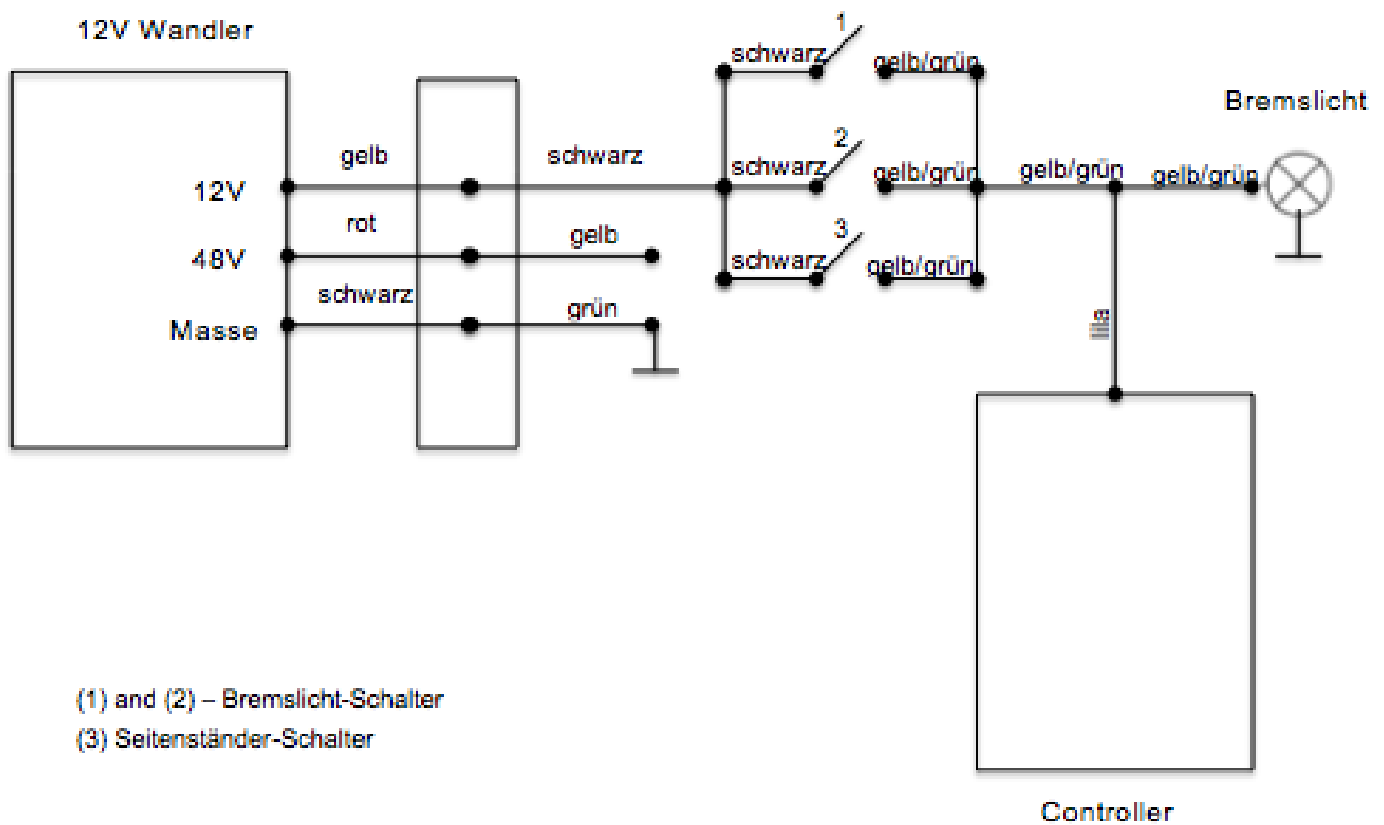 12V Wandler
1
schwarz
gelb/grün
Bremslicht
gelb
schwarz
2
schwarz
gelb/grün
gelb/grün
gelb/grün
12V
rot
gelb
3
schwarz
gelb/grün
48V
schwarz
grün
Masse
lila
(1) and (2) – Bremslicht-Schalter
(3) Seitenständer-Schalter
Controller